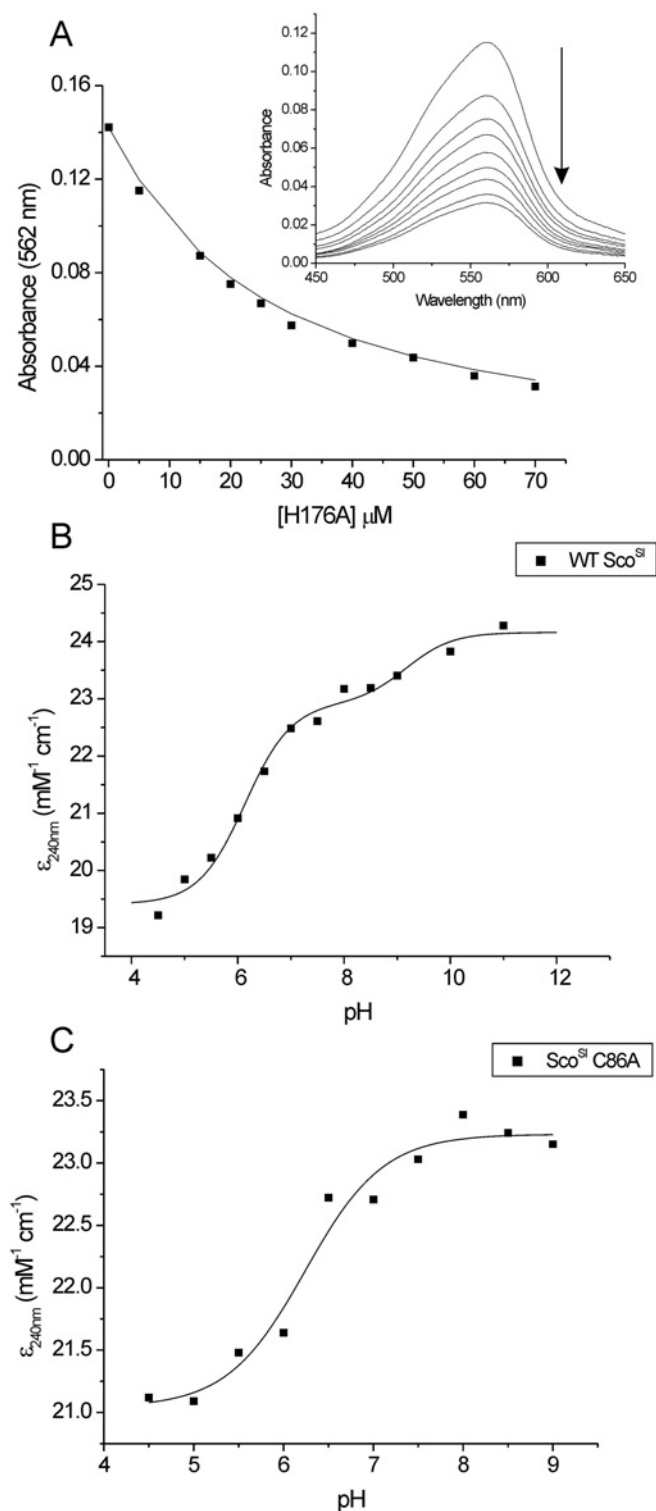 A
0.12
0.10
0.08
0.06
0.04
0.02
0.00
Absorbance
450 500 550 600 650
Wavelength (nm)
0.16
0.12
0.08
0.04
0.00
Absorbance (562 nm)
0 10 20 30 40 50 60 70
[H176A] μM
B
WT Sco^SI
25
24
23
22
21
20
19
ε240nm (mM⁻¹ cm⁻¹)
4 6 8 10 12
pH
C
Sco^SI C86A
23.5
23.0
22.5
22.0
21.5
21.0
ε240nm (mM⁻¹ cm⁻¹)
4 5 6 7 8 9
pH